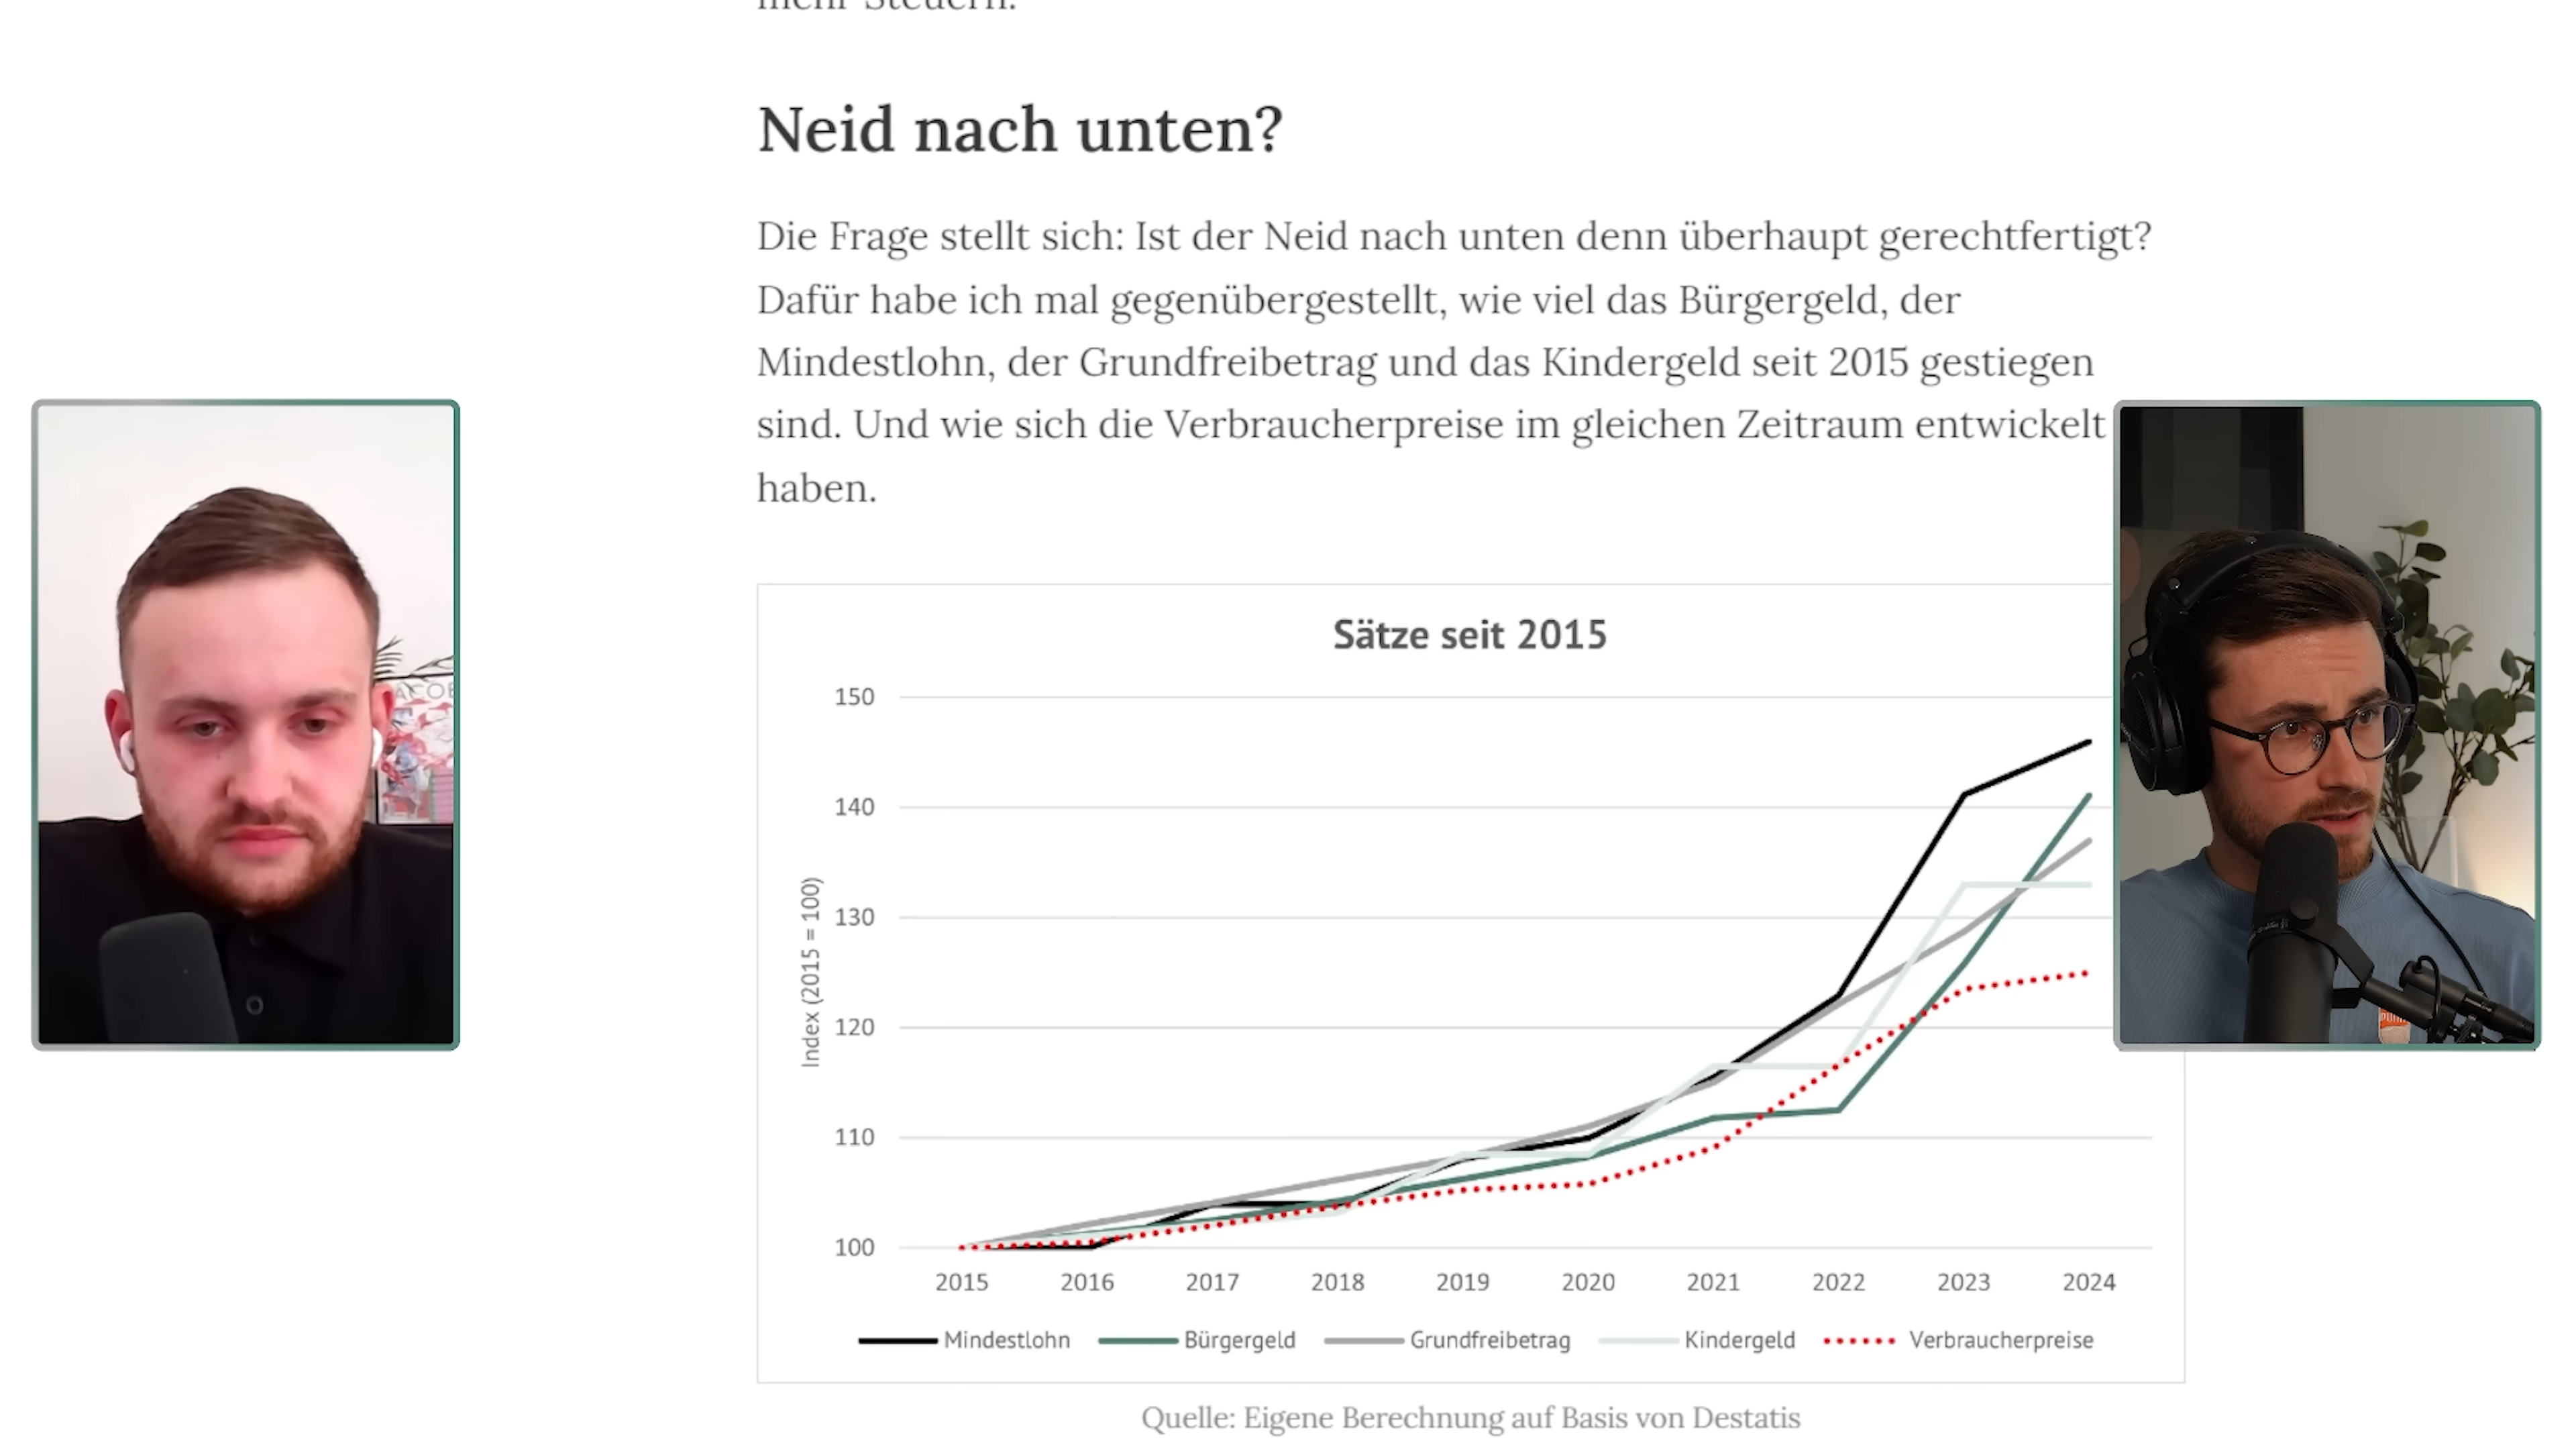 mehr Steuern.
Neid nach unten?
Die Frage stellt sich: Ist der Neid nach unten denn überhaupt gerechtfertigt?
Dafür habe ich mal gegenübergestellt, wie viel das Bürgergeld, der
Mindestlohn, der Grundfreibetrag und das Kindergeld seit 2015 gestiegen
sind. Und wie sich die Verbraucherpreise im gleichen Zeitraum entwickelt
haben.
Sätze seit 2015
Index (2015 = 100)
150
140
130
120
110
100
2015 2016 2017 2018 2019 2020 2021 2022 2023 2024
Mindestlohn Bürgergeld Grundfreibetrag Kindergeld Verbraucherpreise
Quelle: Eigene Berechnung auf Basis von Destatis